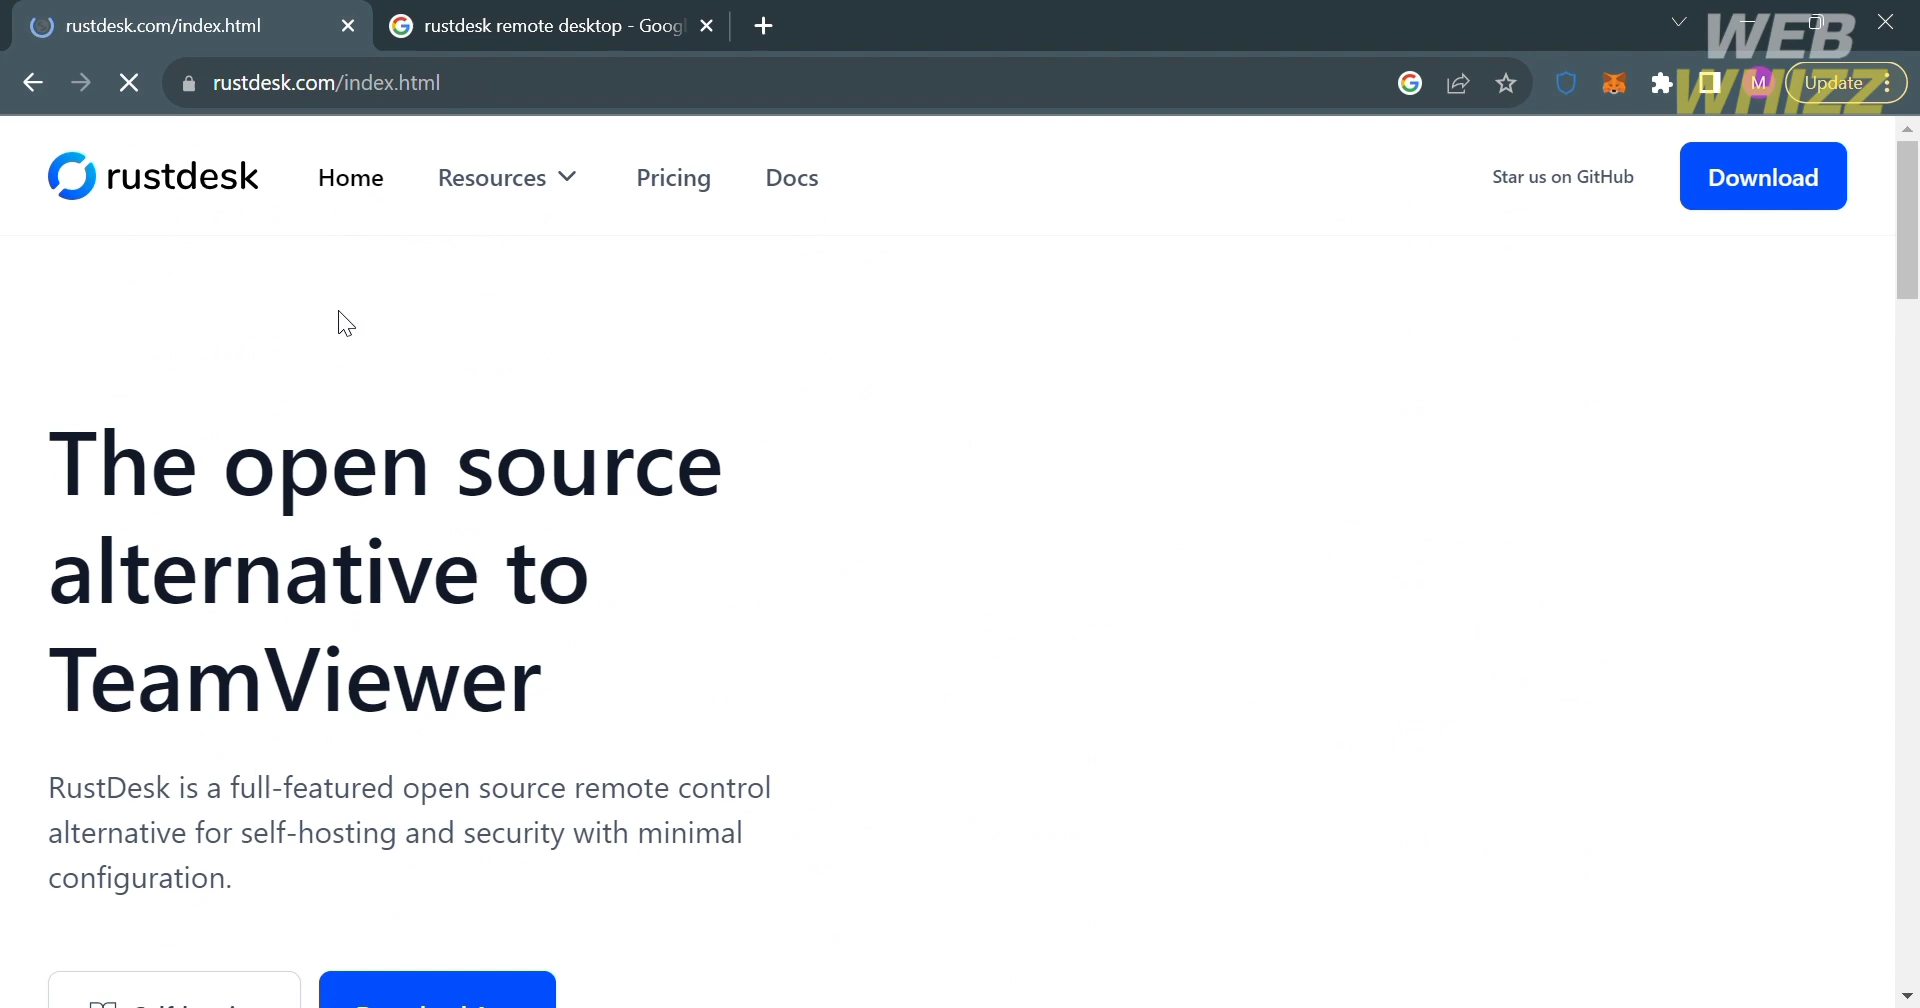 rustdesk.com/index.html
rustdesk remote desktop - Goog
WEB
WHIZZ
rustdesk.com/index.html
M
Update
rustdesk
Home
Resources
Pricing
Docs
Star us on GitHub
Download
The open source
alternative to
TeamViewer
RustDesk is a full-featured open source remote control
alternative for self-hosting and security with minimal
configuration.